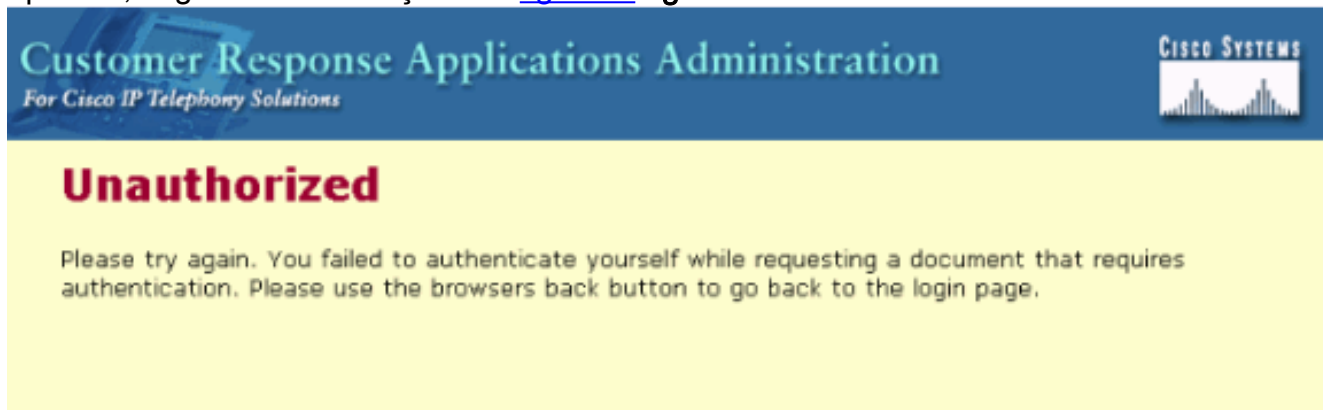 Customer Response Applications Administration
For Cisco IP Telephony Solutions
CISCO SYSTEMS
Unauthorized
Please try again. You failed to authenticate yourself while requesting a document that requires
authentication. Please use the browsers back button to go back to the login page.